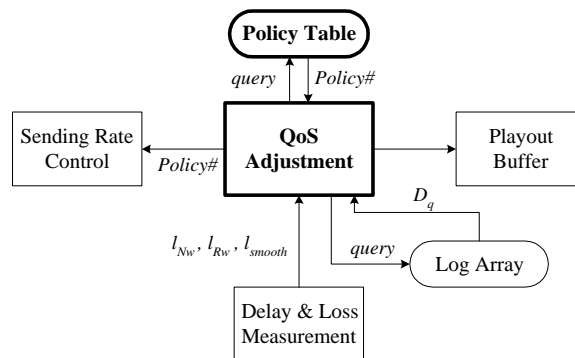 Policy Table
query
Policy#
Sending Rate
Control
QoS
Adjustment
Playout
Buffer
Policy#
D_q
l_Nw, l_Rw, l_smooth
query
Log Array
Delay & Loss
Measurement